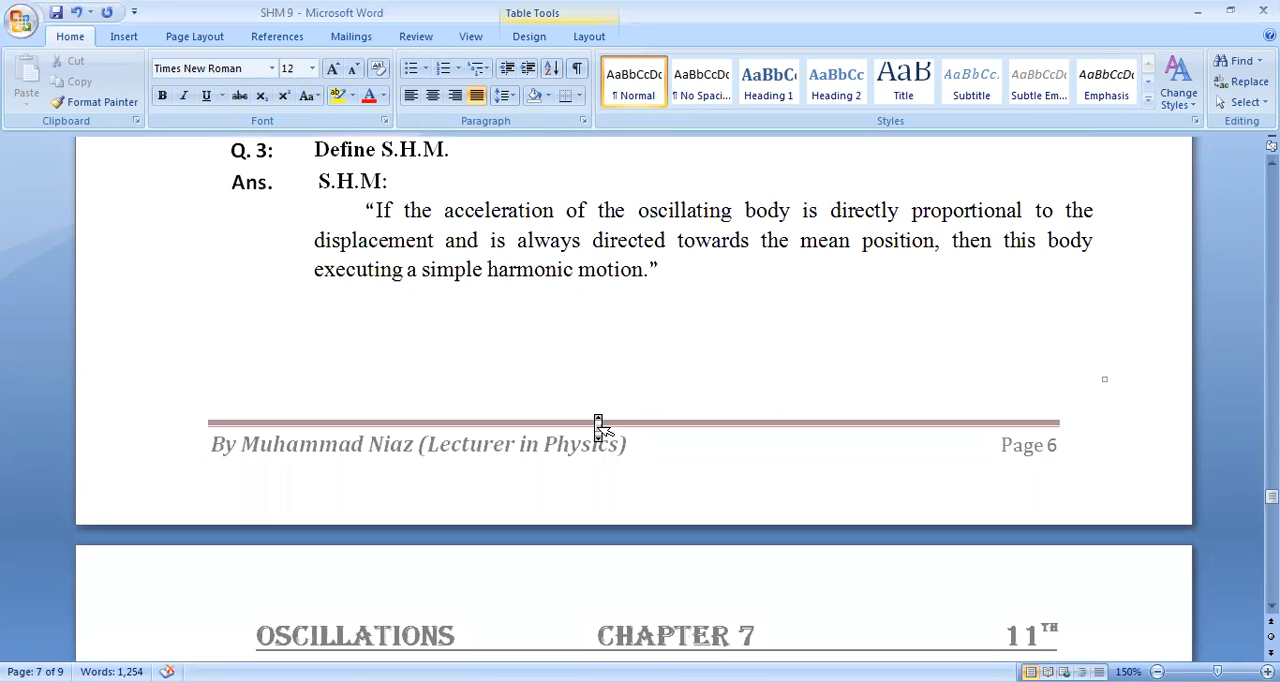 SHM 9 - Microsoft Word
Table Tools
Home Insert Page Layout References Mailings Review View Design Layout
Paste
Cut
Copy
Format Painter
Clipboard
Times New Roman 12
B I U abc X₂ X² Aa A
Font
Paragraph
AaBbCcDc AaBbCcDc AaBbC AaBbCc AaB AaBbCc. AaBbCcDc AaBbCcDc
¶ Normal ¶ No Spaci... Heading 1 Heading 2 Title Subtitle Subtle Em... Emphasis
Styles
Change
Styles
Find
Replace
Select
Editing
Q. 3: Define S.H.M.
Ans. S.H.M:
“If the acceleration of the oscillating body is directly proportional to the
displacement and is always directed towards the mean position, then this body
executing a simple harmonic motion.”
By Muhammad Niaz (Lecturer in Physics) Page 6
OSCILLATIONS CHAPTER 7 11TH
Page: 7 of 9 Words: 1,254 150%